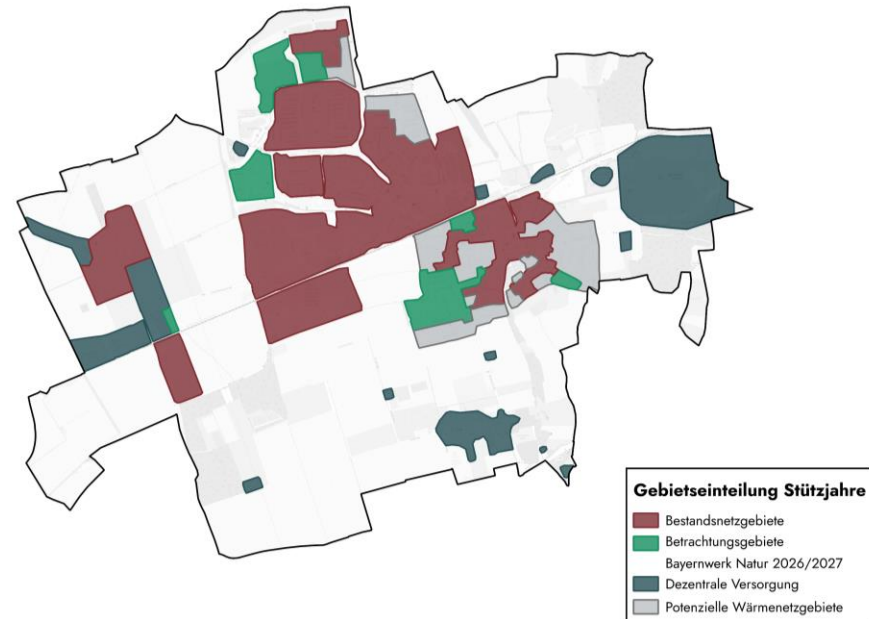 Gebietseinteilung Stützjahre
Bestandsnetzgebiete
Betrachtungsgebiete
Bayernwerk Natur 2026/2027
Dezentrale Versorgung
Potenzielle Wärmenetzgebiete